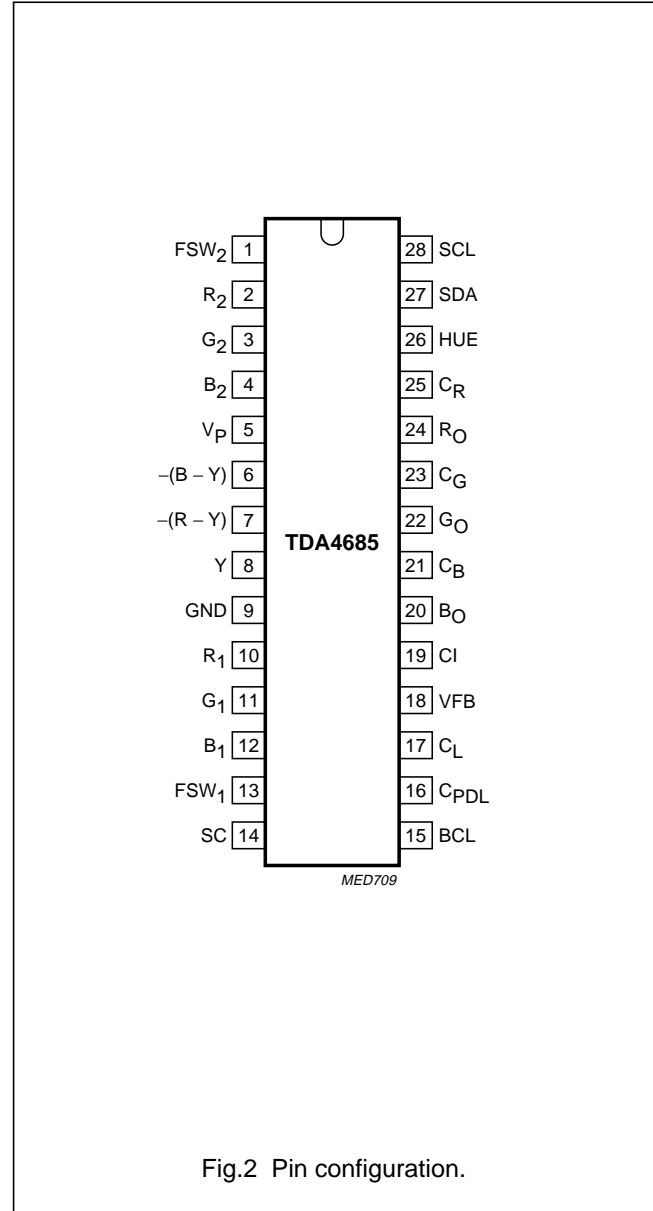 FSW2 1
R2 2
G2 3
B2 4
VP 5
−(B − Y) 6
−(R − Y) 7
Y 8
GND 9
R1 10
G1 11
B1 12
FSW1 13
SC 14
TDA4685
28 SCL
27 SDA
26 HUE
25 CR
24 RO
23 CG
22 GO
21 CB
20 BO
19 CI
18 VFB
17 CL
16 CPDL
15 BCL
MED709
Fig.2 Pin configuration.